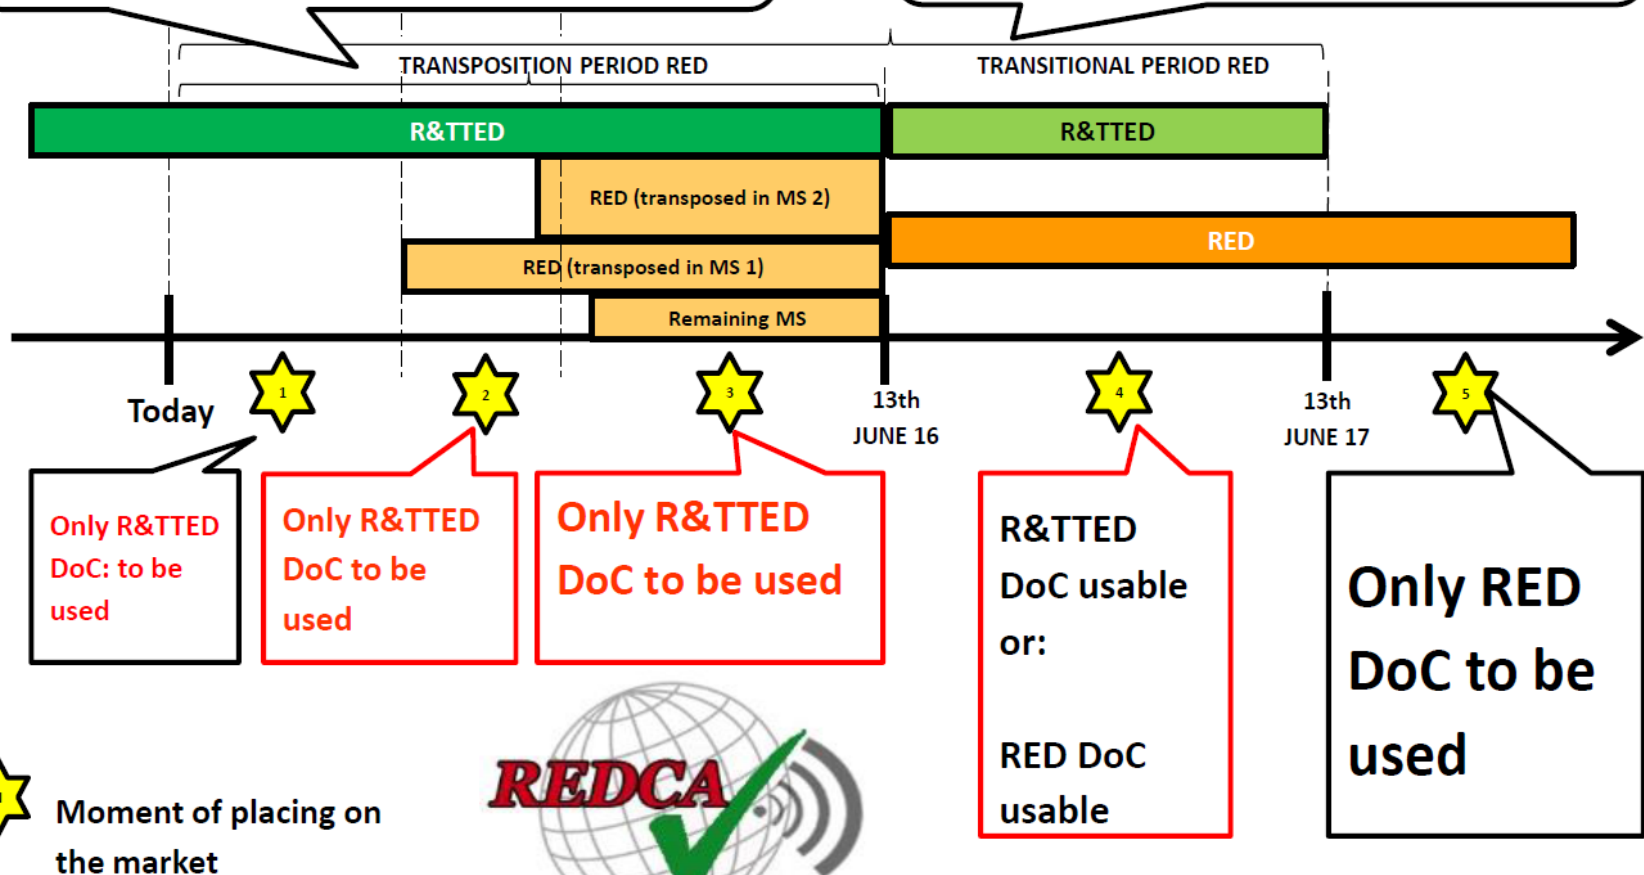 TRANSPOSITION PERIOD RED
TRANSITIONAL PERIOD RED
R&TTED
R&TTED
RED (transposed in MS 2)
RED
RED (transposed in MS 1)
Remaining MS
Today
1
2
3
13th
JUNE 16
4
13th
JUNE 17
5
Only R&TTED
DoC: to be
used
Only R&TTED
DoC to be
used
Only R&TTED
DoC to be used
R&TTED
DoC usable
or:
RED DoC
usable
Only RED
DoC to be
used
REDCA
Moment of placing on
the market